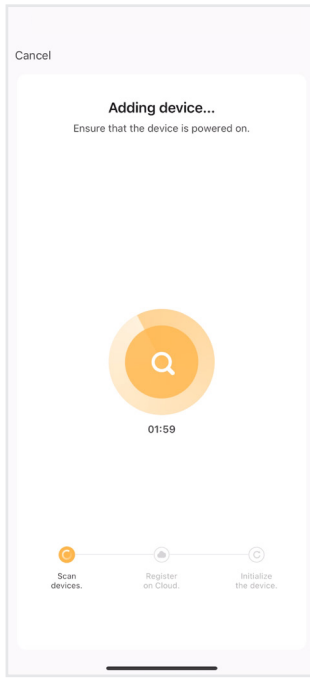 Cancel
Adding device...
Ensure that the device is powered on.
01:59
Scan
devices.
Register
on Cloud.
Initialize
the device.